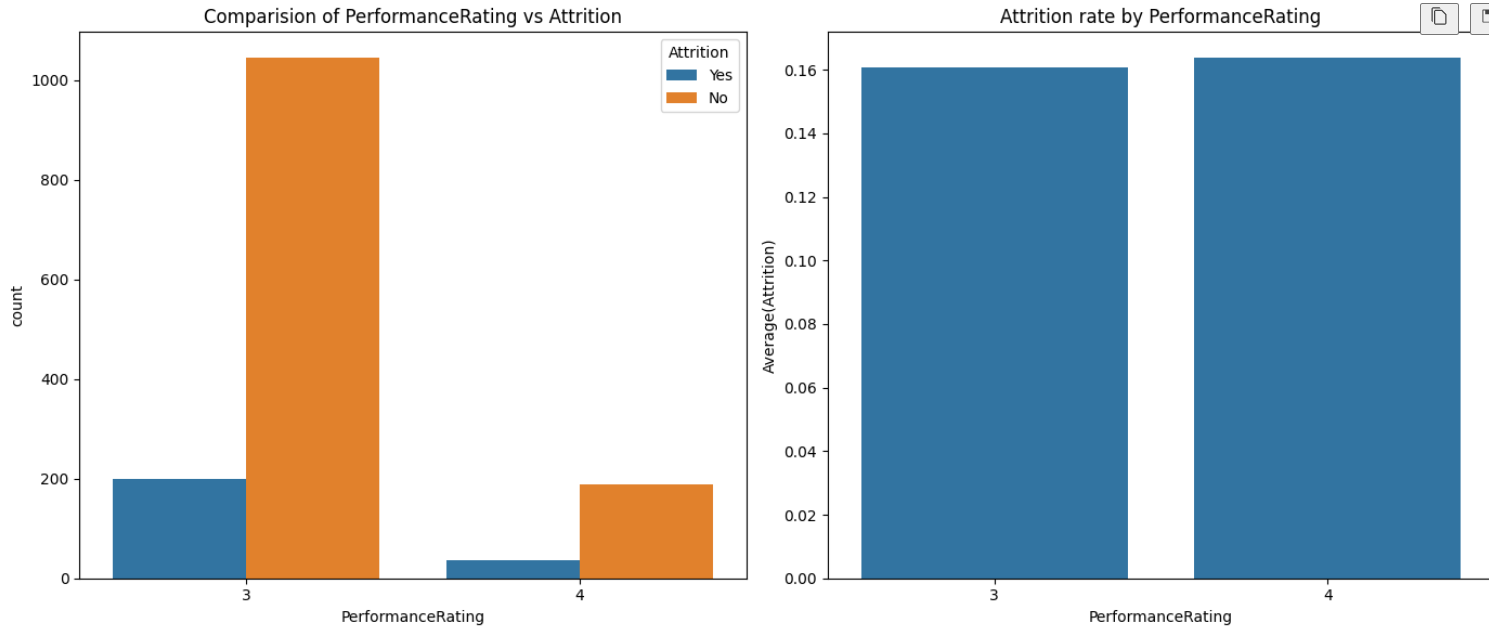 Comparision of PerformanceRating vs Attrition
Attrition
Yes
No
1000
800
600
400
200
0
count
3
4
PerformanceRating
Attrition rate by PerformanceRating
0.16
0.14
0.12
0.10
0.08
0.06
0.04
0.02
0.00
Average(Attrition)
3
4
PerformanceRating